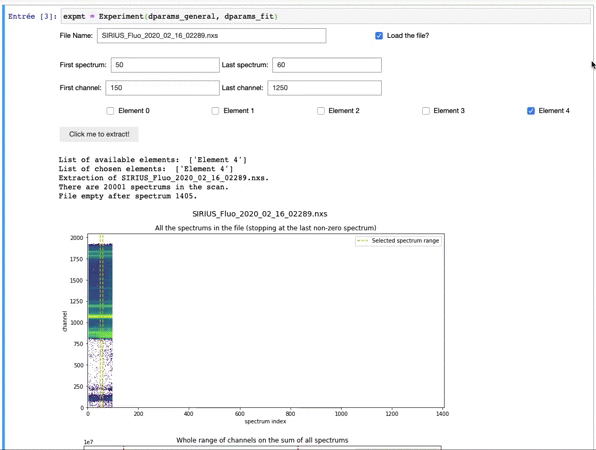 Entrée [3]: expmt = Experiment(dparams_general, dparams_fit)
File Name: SIRIUS_Fluo_2020_02_16_02289.nxs Load the file?
First spectrum: 50 Last spectrum: 60
First channel: 150 Last channel: 1250
Element 0 Element 1 Element 2 Element 3 Element 4
Click me to extract!
List of available elements: ['Element 4']
List of chosen elements: ['Element 4']
Extraction of SIRIUS_Fluo_2020_02_16_02289.nxs.
There are 20001 spectrums in the scan.
File empty after spectrum 1405.
SIRIUS_Fluo_2020_02_16_02289.nxs
All the spectrums in the file (stopping at the last non-zero spectrum)
Selected spectrum range
2000
1750
1500
1250
1000
750
500
250
0
channel
0 200 400 600 800 1000 1200 1400
spectrum index
1e7
Whole range of channels on the sum of all spectrums